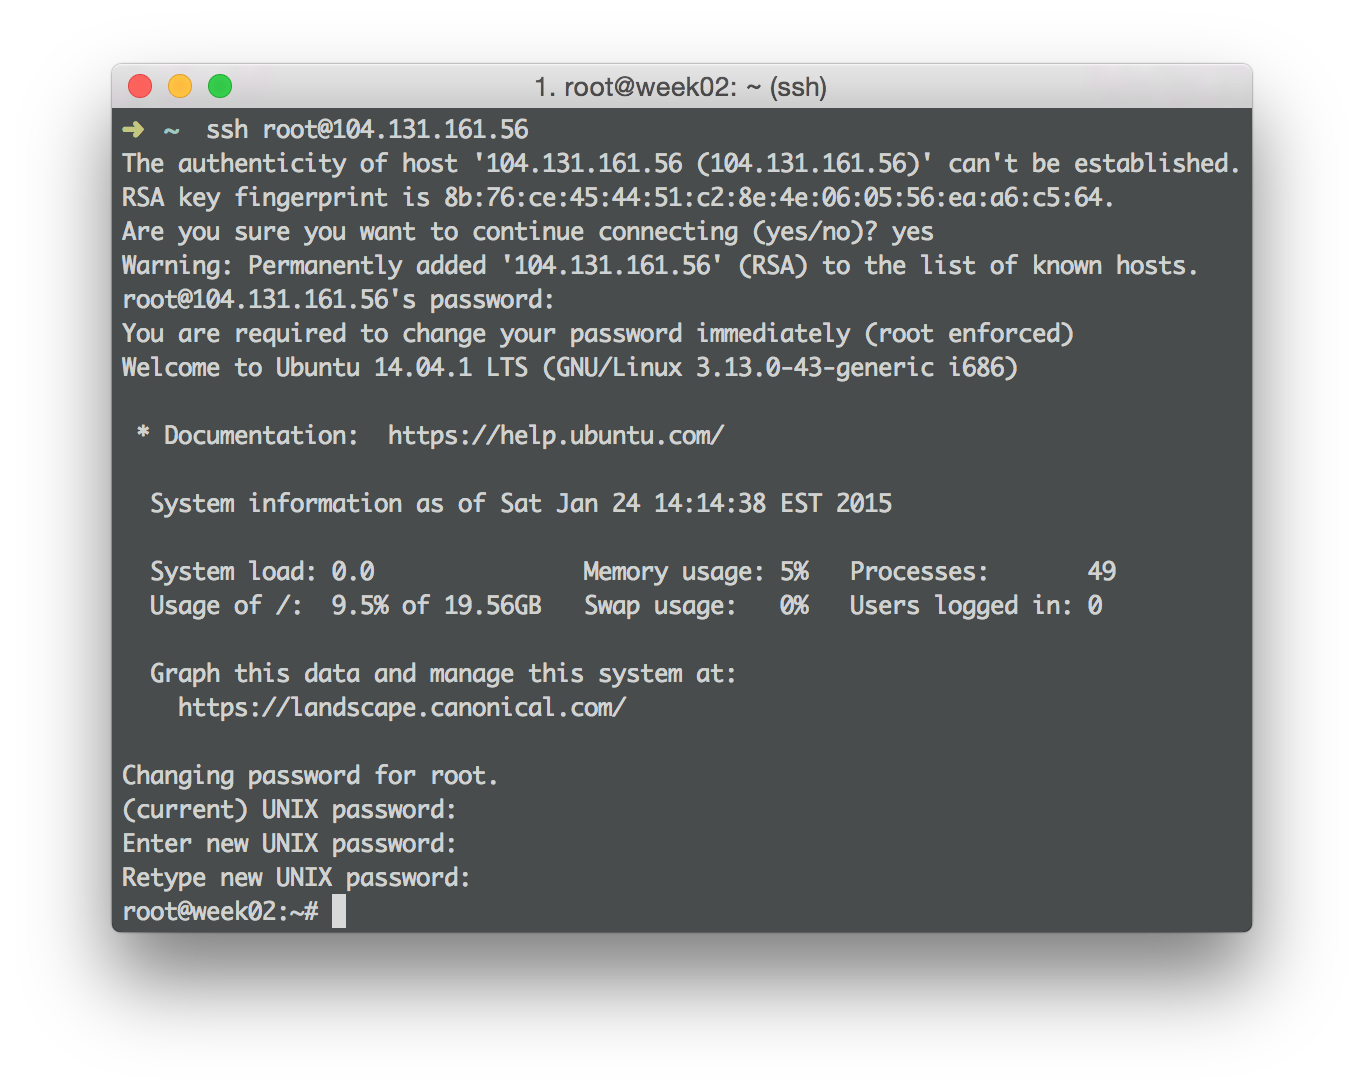 1. root@week02: ~ (ssh)
➜ ~ ssh root@104.131.161.56
The authenticity of host '104.131.161.56 (104.131.161.56)' can't be established.
RSA key fingerprint is 8b:76:ce:45:44:51:c2:8e:4e:06:05:56:ea:a6:c5:64.
Are you sure you want to continue connecting (yes/no)? yes
Warning: Permanently added '104.131.161.56' (RSA) to the list of known hosts.
root@104.131.161.56's password:
You are required to change your password immediately (root enforced)
Welcome to Ubuntu 14.04.1 LTS (GNU/Linux 3.13.0-43-generic i686)
* Documentation: https://help.ubuntu.com/
System information as of Sat Jan 24 14:14:38 EST 2015
System load: 0.0 Memory usage: 5% Processes: 49
Usage of /: 9.5% of 19.56GB Swap usage: 0% Users logged in: 0
Graph this data and manage this system at:
https://landscape.canonical.com/
Changing password for root.
(current) UNIX password:
Enter new UNIX password:
Retype new UNIX password:
root@week02:~#